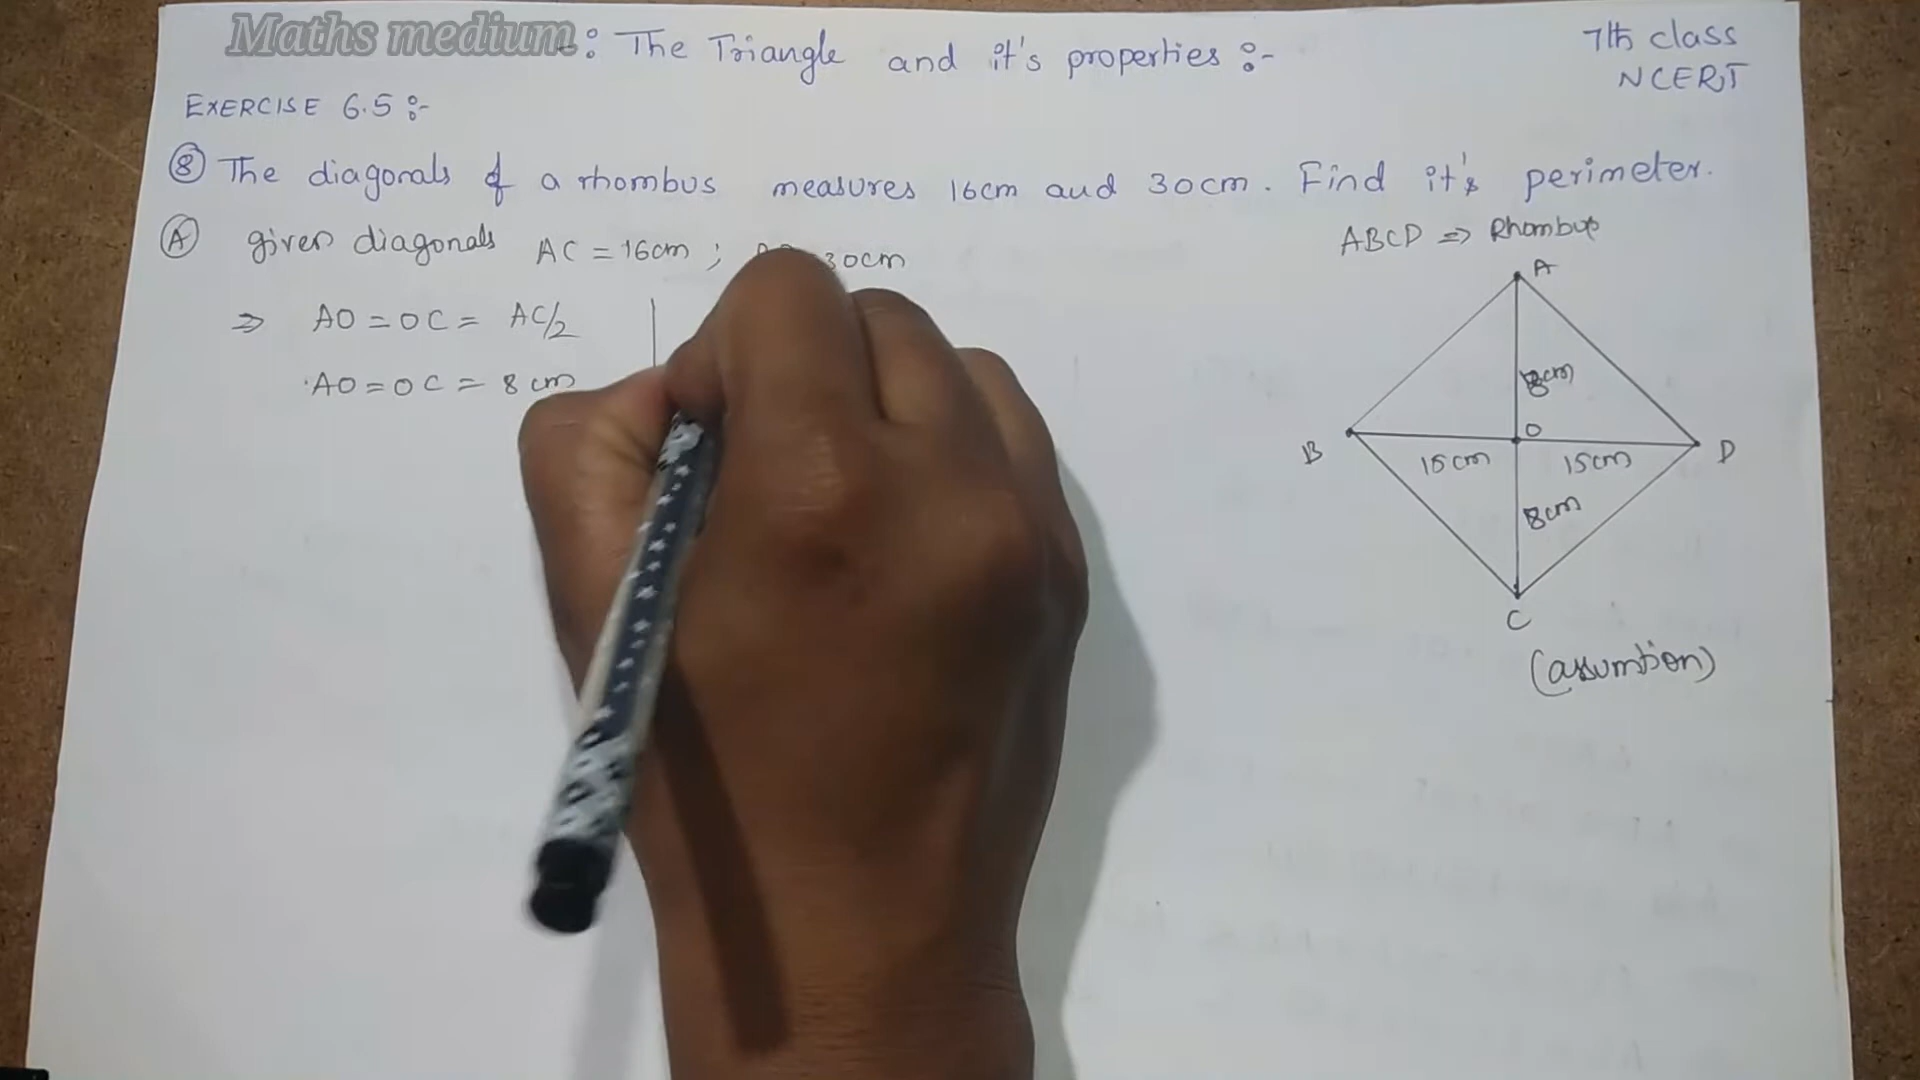 Maths medium
-: The Triangle and it's properties :-
7th class
NCERT
EXERCISE 6.5 :-
8 The diagonals of a rhombus measures 16cm and 30cm. Find it's perimeter.
A given diagonals AC = 16cm ; 30cm
ABCD => Rhombus
=> AO = OC = AC/2
AO = OC = 8 cm
A
8cm
O
B
15cm
15cm
D
8cm
C
(assumtion)